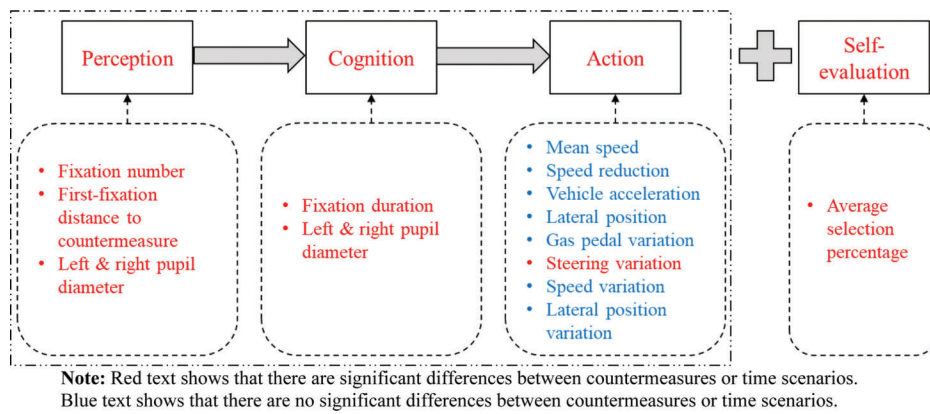 Perception
Cognition
Action
Self-
evaluation
• Fixation number
• First-fixation
distance to
countermeasure
• Left & right pupil
diameter
• Fixation duration
• Left & right pupil
diameter
• Mean speed
• Speed reduction
• Vehicle acceleration
• Lateral position
• Gas pedal variation
• Steering variation
• Speed variation
• Lateral position
variation
• Average
selection
percentage
Note: Red text shows that there are significant differences between countermeasures or time scenarios.
Blue text shows that there are no significant differences between countermeasures or time scenarios.